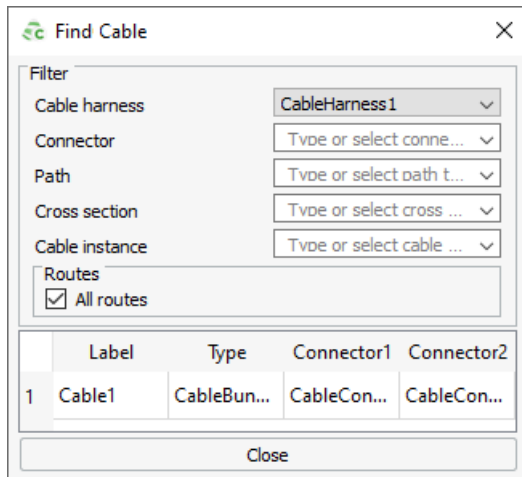 Find Cable
Filter
Cable harness CableHarness1
Connector Type or select conne...
Path Type or select path t...
Cross section Type or select cross ...
Cable instance Type or select cable ...
Routes
All routes
Label Type Connector1 Connector2
1 Cable1 CableBun... CableCon... CableCon...
Close